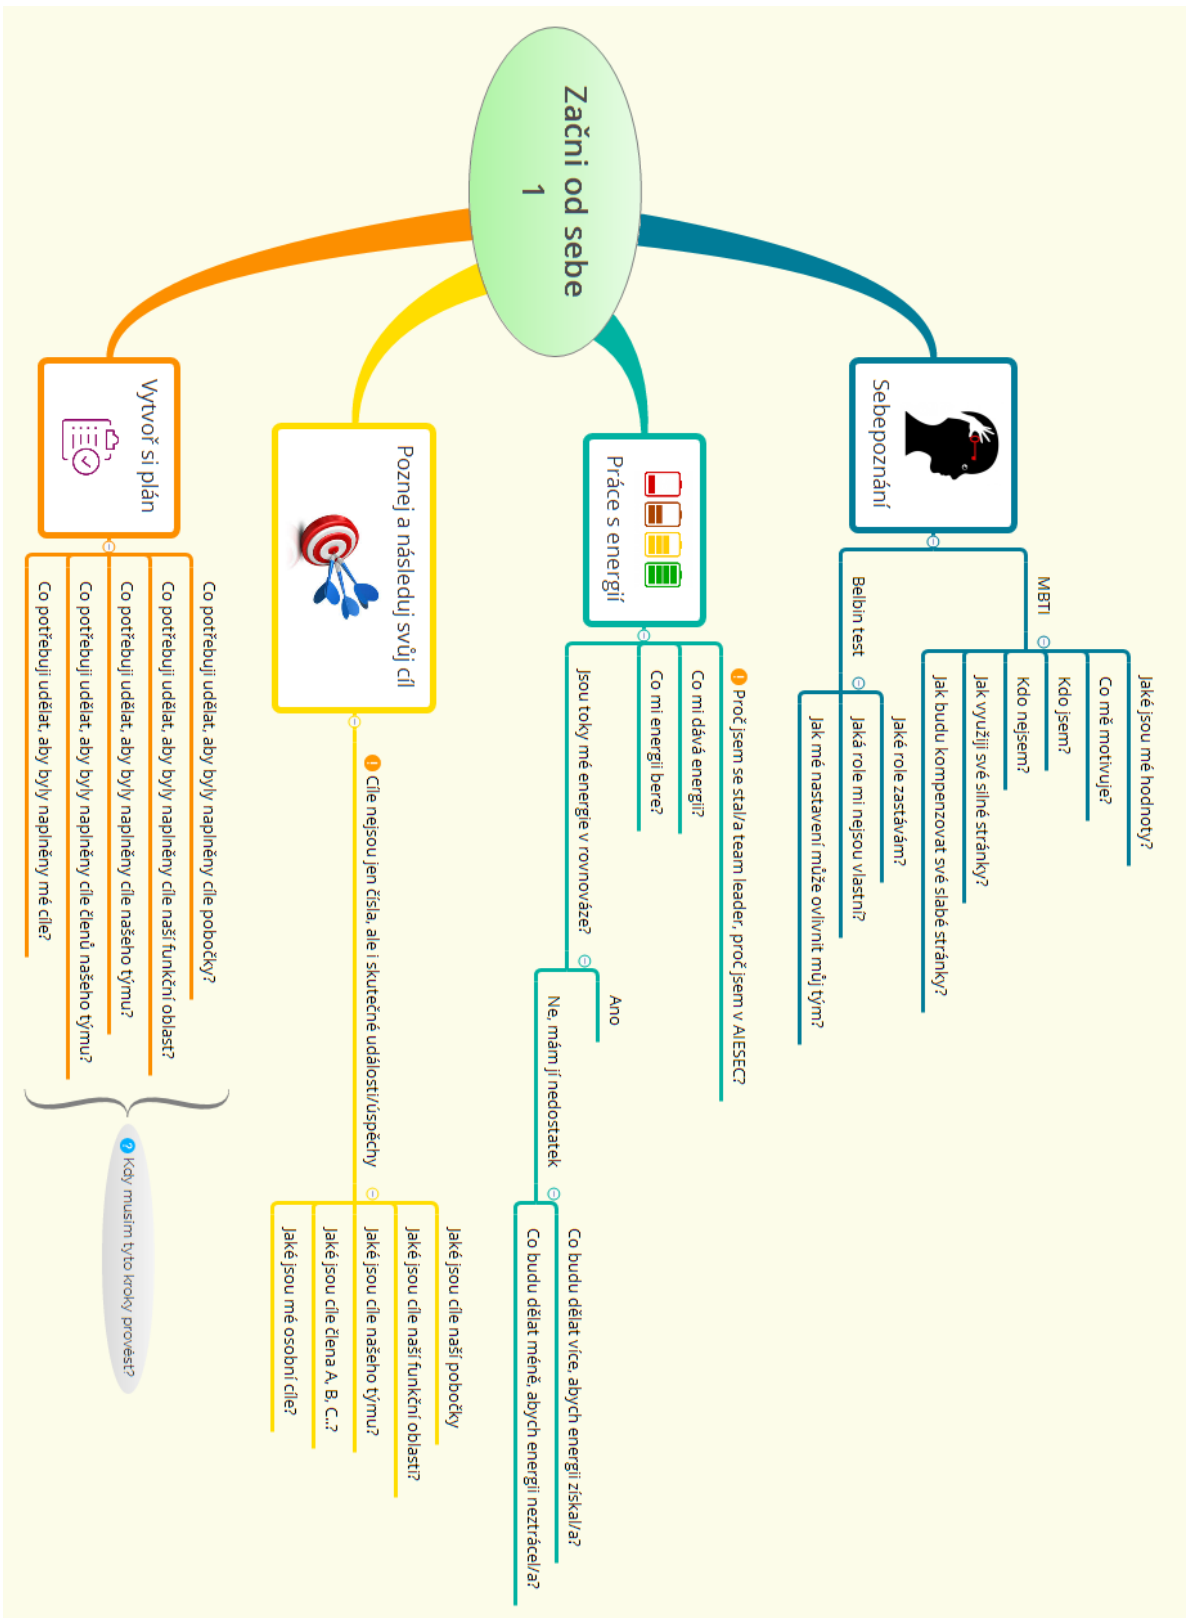 Začni od sebe
1
Sebepoznání
MBTI
Jaké jsou mé hodnoty?
Co mě motivuje?
Kdo jsem?
Kdo nejsem?
Jak využiji své silné stránky?
Jak budu kompenzovat své slabé stránky?
Belbin test
Jaké role zastávám?
Jaká role mi nejsou vlastní?
Jak mé nastavení může ovlivnit můj tým?
Práce s energií
Proč jsem se stal/a team leader, proč jsem v AIESEC?
Co mi dává energii?
Co mi energii bere?
Jsou toky mé energie v rovnováze?
Ano
Ne, mám jí nedostatek
Co budu dělat více, abych energii získal/a?
Co budu dělat méně, abych energii neztrácel/a?
Poznej a následuj svůj cíl
Cíle nejsou jen čísla, ale i skutečné události/úspěchy
Jaké jsou cíle naší pobočky
Jaké jsou cíle naší funkční oblasti?
Jaké jsou cíle našeho týmu?
Jaké jsou cíle člena A, B, C...?
Jaké jsou mé osobní cíle?
Vytvoř si plán
Co potřebuji udělat, aby byly naplněny cíle pobočky?
Co potřebuji udělat, aby byly naplněny cíle naší funkční oblast?
Co potřebuji udělat, aby byly naplněny cíle našeho týmu?
Co potřebuji udělat, aby byly naplněny cíle členů našeho týmu?
Co potřebuji udělat, aby byly naplněny mé cíle?
Kdy musím tyto kroky provést?